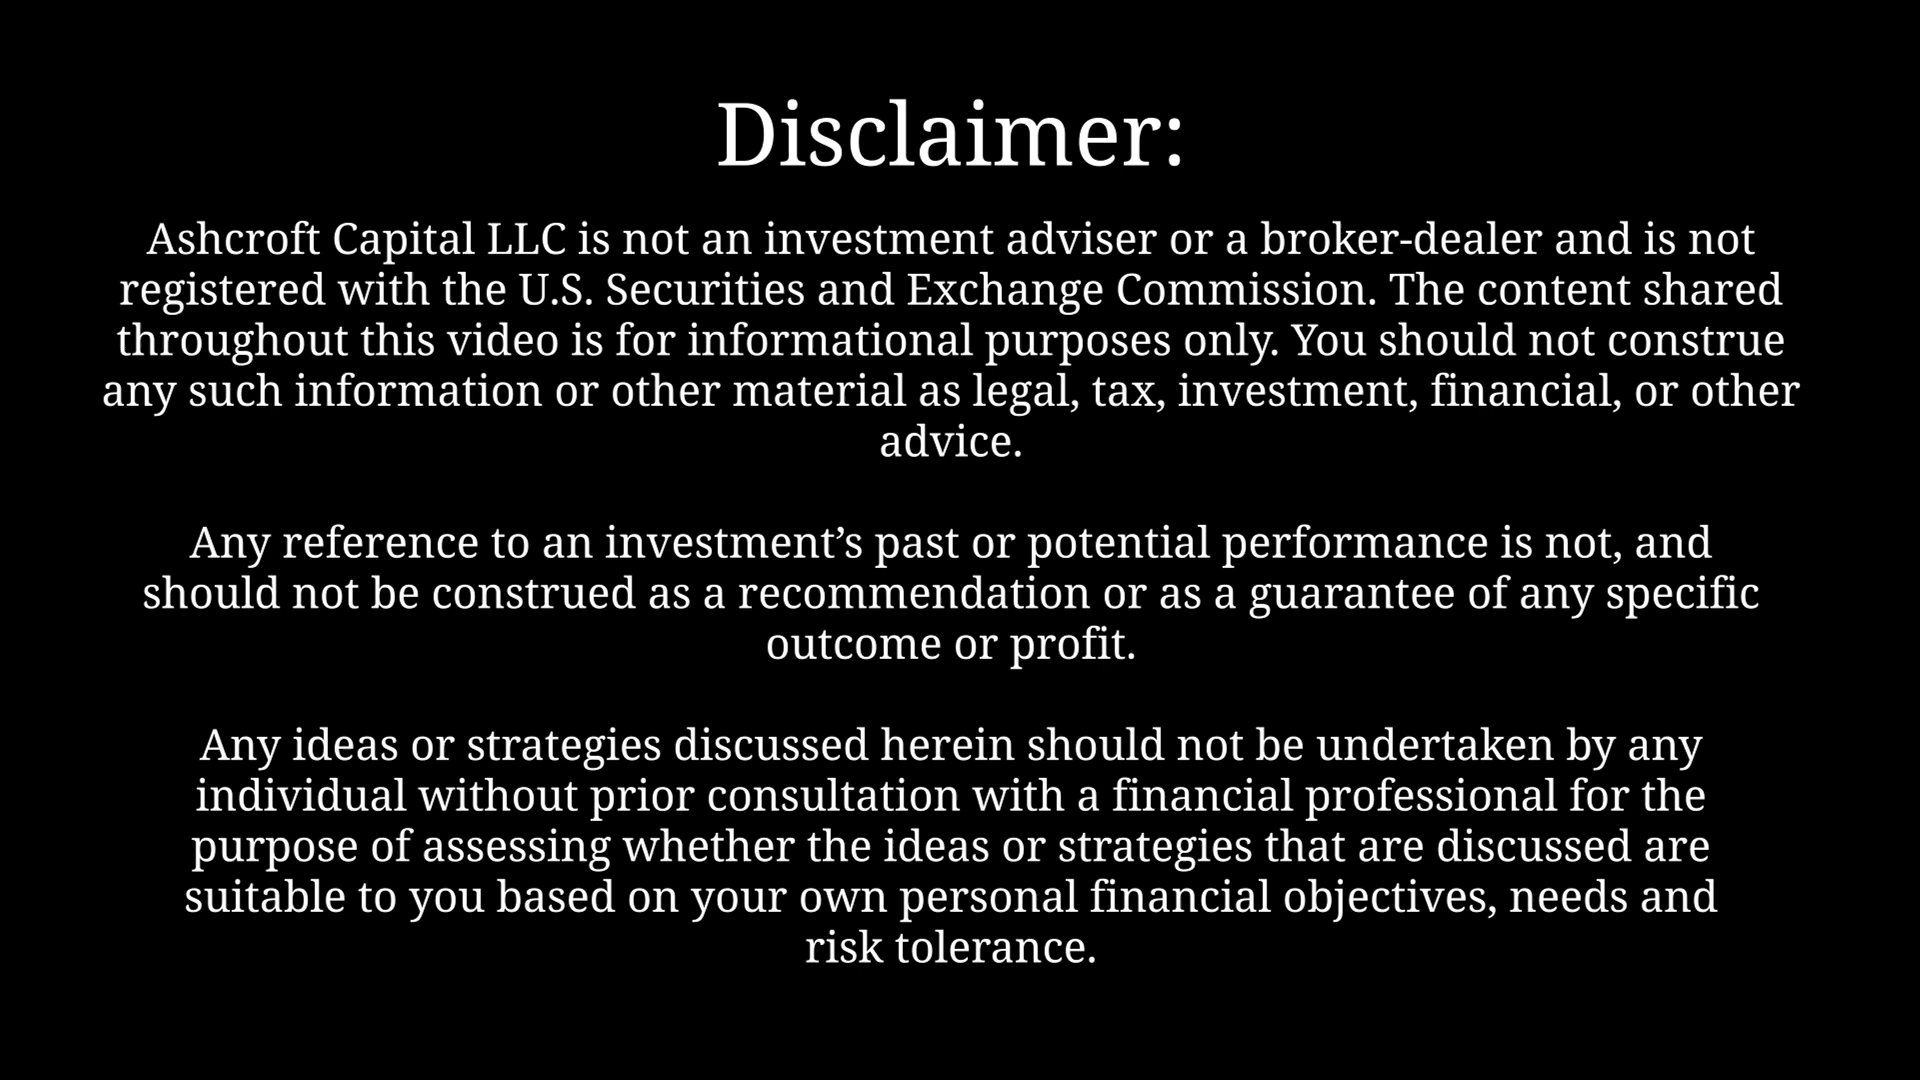 Disclaimer:
Ashcroft Capital LLC is not an investment adviser or a broker-dealer and is not
registered with the U.S. Securities and Exchange Commission. The content shared
throughout this video is for informational purposes only. You should not construe
any such information or other material as legal, tax, investment, financial, or other
advice.
Any reference to an investment’s past or potential performance is not, and
should not be construed as a recommendation or as a guarantee of any specific
outcome or profit.
Any ideas or strategies discussed herein should not be undertaken by any
individual without prior consultation with a financial professional for the
purpose of assessing whether the ideas or strategies that are discussed are
suitable to you based on your own personal financial objectives, needs and
risk tolerance.